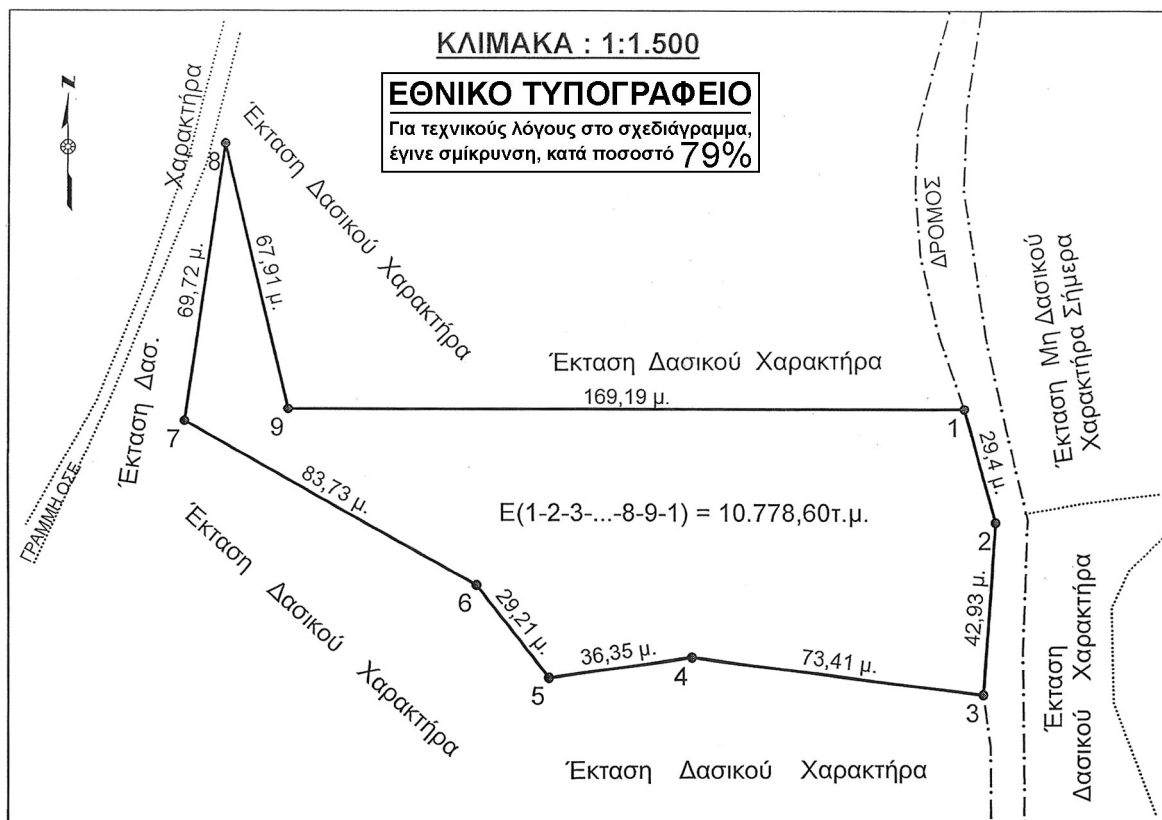 ΚΛΙΜΑΚΑ : 1:1.500
ΕΘΝΙΚΟ ΤΥΠΟΓΡΑΦΕΙΟ
Για τεχνικούς λόγους στο σχεδιάγραμμα,
έγινε σμίκρυνση, κατά ποσοστό 79%
Z
Χαρακτήρα
8
Έκταση Δασικού Χαρακτήρα
ΔΡΟΜΟΣ
Έκταση Μη Δασικού
Χαρακτήρα Σήμερα
69,72 μ.
67,91 μ.
Έκταση Δασ.
Έκταση Δασικού Χαρακτήρα
169,19 μ.
7
9
1
29,4 μ.
ΓΡΑΜΜΗ ΟΣΕ
83,73 μ.
E(1-2-3-...-8-9-1) = 10.778,60τ.μ.
2
Έκταση Δασικού Χαρακτήρα
6
29,21 μ.
42,93 μ.
36,35 μ.
4
73,41 μ.
5
3
Έκταση
Δασικού Χαρακτήρα
Έκταση Δασικού Χαρακτήρα